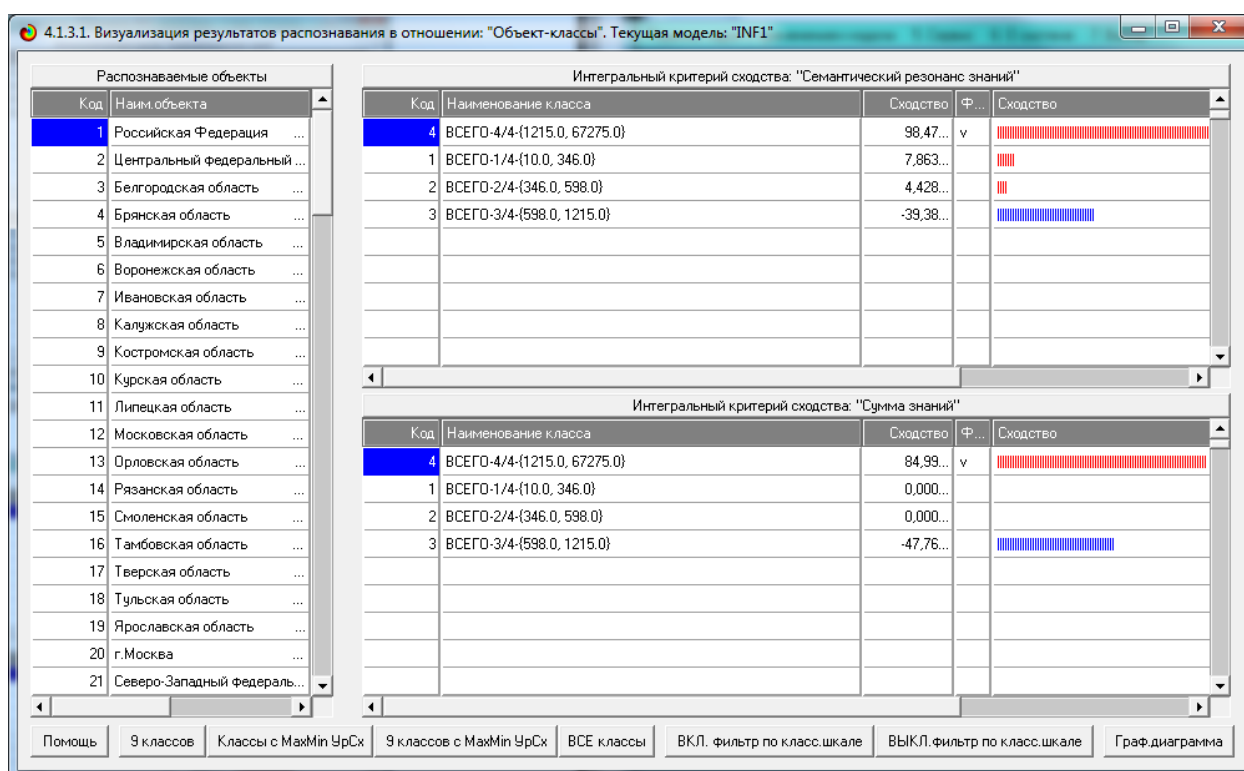 4.1.3.1. Визуализация результатов распознавания в отношении: "Объект-классы". Текущая модель: "INF1"
Распознаваемые объекты
Код Наим.объекта
1 Российская Федерация ...
2 Центральный федеральный ...
3 Белгородская область ...
4 Брянская область ...
5 Владимирская область ...
6 Воронежская область ...
7 Ивановская область ...
8 Калужская область ...
9 Костромская область ...
10 Курская область ...
11 Липецкая область ...
12 Московская область ...
13 Орловская область ...
14 Рязанская область ...
15 Смоленская область ...
16 Тамбовская область ...
17 Тверская область ...
18 Тульская область ...
19 Ярославская область ...
20 г.Москва ...
21 Северо-Западный федераль...
Интегральный критерий сходства: "Семантический резонанс знаний"
Код Наименование класса Сходство Ф... Сходство
4 ВСЕГО-4/4-{1215.0, 67275.0} 98,47... v
1 ВСЕГО-1/4-{10.0, 346.0} 7,863...
2 ВСЕГО-2/4-{346.0, 598.0} 4,428...
3 ВСЕГО-3/4-{598.0, 1215.0} -39,38...
Интегральный критерий сходства: "Сумма знаний"
Код Наименование класса Сходство Ф... Сходство
4 ВСЕГО-4/4-{1215.0, 67275.0} 84,99... v
1 ВСЕГО-1/4-{10.0, 346.0} 0,000...
2 ВСЕГО-2/4-{346.0, 598.0} 0,000...
3 ВСЕГО-3/4-{598.0, 1215.0} -47,76...
Помощь 9 классов Классы с MaxMin УрСх 9 классов с MaxMin УрСх ВСЕ классы ВКЛ. фильтр по класс.шкале ВЫКЛ.фильтр по класс.шкале Граф.диаграмма